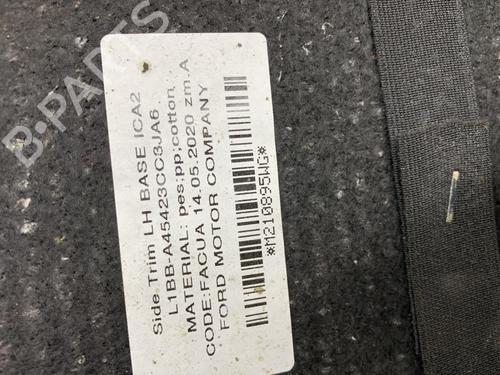 Side Trim LH BASE ICA2
L1BB-A45423CC3JA6
MATERIAL: pes;pp;cotton,
CODE:FACUA 14.05.2020 zm.A
FORD MOTOR COMPANY
*M210895WG*
B-PARTS